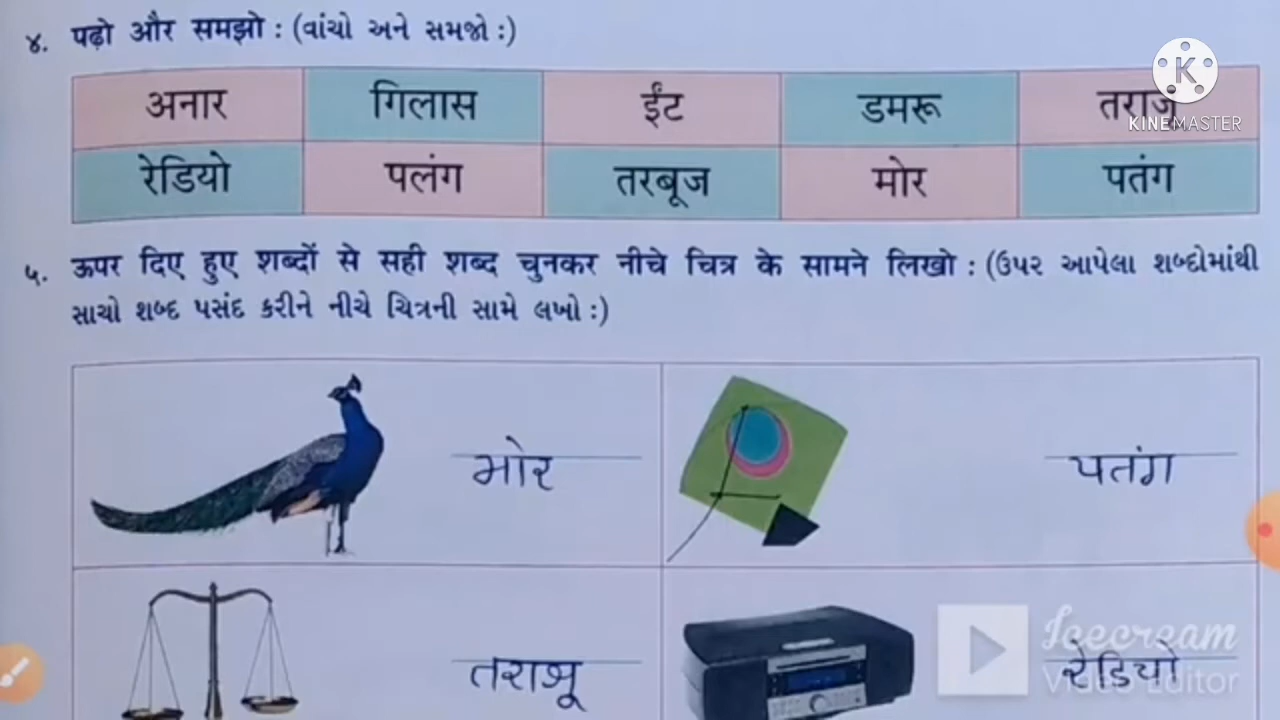 ४. पढ़ो और समझो : (વાંચો અને સમજો :)
अनार गिलास ईंट डमरू तराजू
रेडियो पलंग तरबूज मोर पतंग
५. ऊपर दिए हुए शब्दों से सही शब्द चुनकर नीचे चित्र के सामने लिखो : (ઉપર આપેલા શબ્દોમાંથી
સાચો શબ્દ પસંદ કરીને નીચે ચિત્રની સામે લખો :)
मोर पतंग
तराजू रेडियो
K
KINEMASTER
Icecream
Video Editor